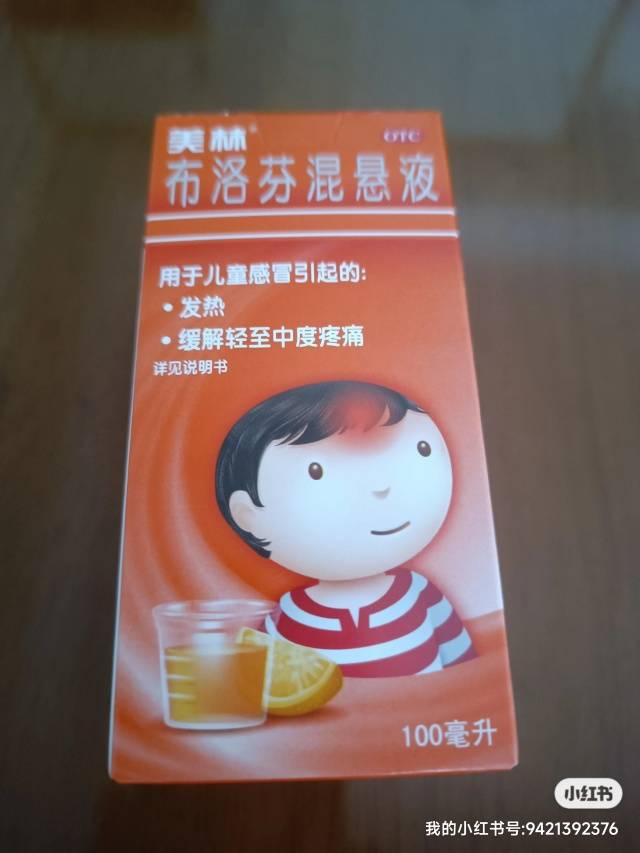 美林®
OTC
布洛芬混悬液
用于儿童感冒引起的:
• 发热
• 缓解轻至中度疼痛
详见说明书
100毫升
小红书
我的小红书号:9421392376